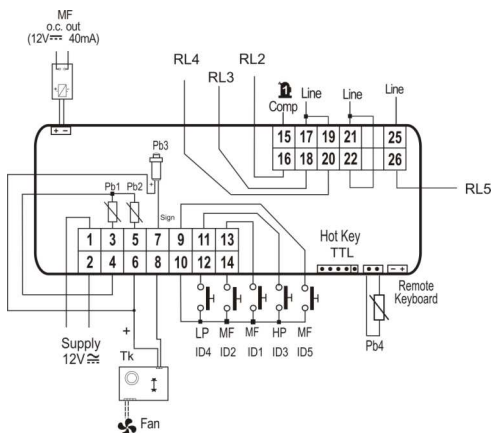 MF
o.c. out
(12V⎓ 40mA)
RL4
RL3
RL2
1
Comp
Line
Line
Line
15 17 19 21 25
16 18 20 22 26
RL5
+ -
Pb3
+
Pb1 Pb2
Sign
1 3 5 7 9 11 13
2 4 6 8 10 12 14
Hot Key
TTL
- +
Remote
Keyboard
LP MF MF HP MF
ID4 ID2 ID1 ID3 ID5
Pb4
Supply
12V
+
Tk
Fan